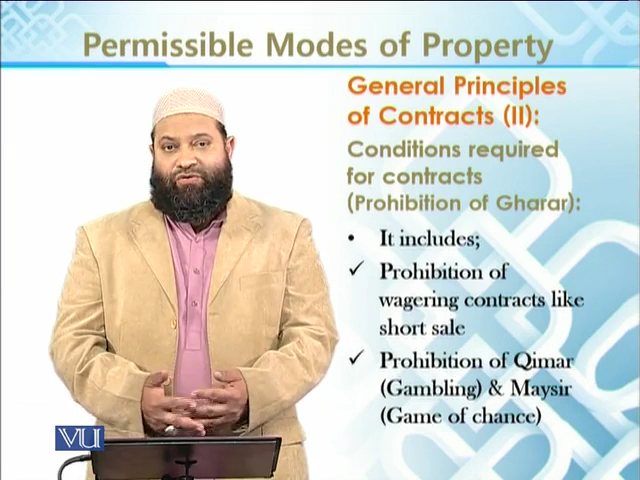 Permissible Modes of Property
General Principles
of Contracts (II):
Conditions required
for contracts
(Prohibition of Gharar):
• It includes;
✓ Prohibition of
wagering contracts like
short sale
✓ Prohibition of Qimar
(Gambling) & Maysir
(Game of chance)
VU